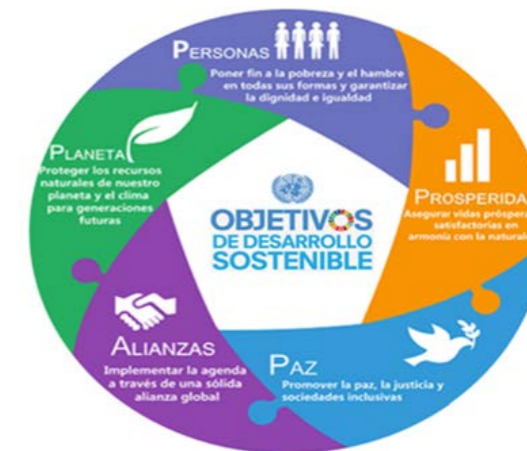 PERSONAS
Poner fin a la pobreza y el hambre
en todas sus formas y garantizar
la dignidad e igualdad
PROSPERIDA
Asegurar vidas próspe
satisfactorias en
armonía con la natural
PAZ
Promover la paz, la justicia y
sociedades inclusivas
ALIANZAS
Implementar la agenda
a través de una sólida
alianza global
PLANETA
Proteger los recursos
naturales de nuestro
planeta y el clima
para generaciones
futuras
OBJETIVOS
DE DESARROLLO
SOSTENIBLE